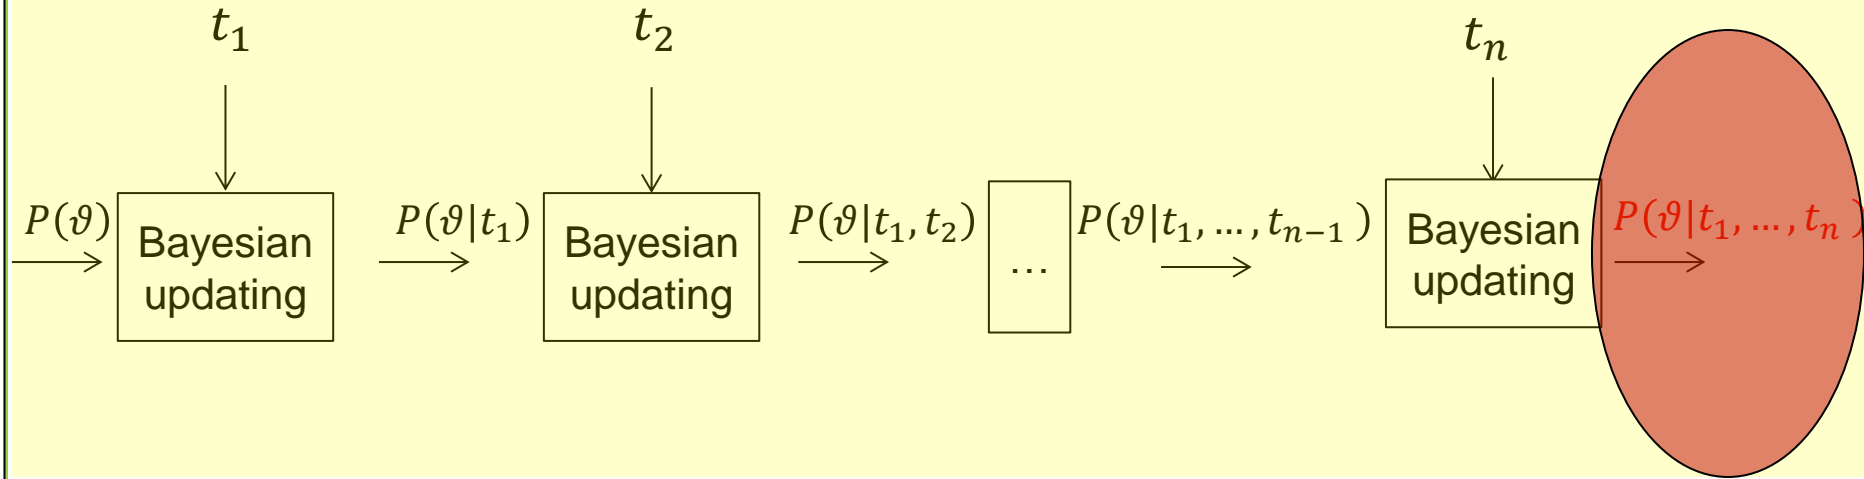 t₁ t₂ tₙ
P(ϑ) P(ϑ|t₁) P(ϑ|t₁, t₂) P(ϑ|t₁, …, tₙ₋₁ ) P(ϑ|t₁, …, tₙ )
Bayesian Bayesian … Bayesian
updating updating updating